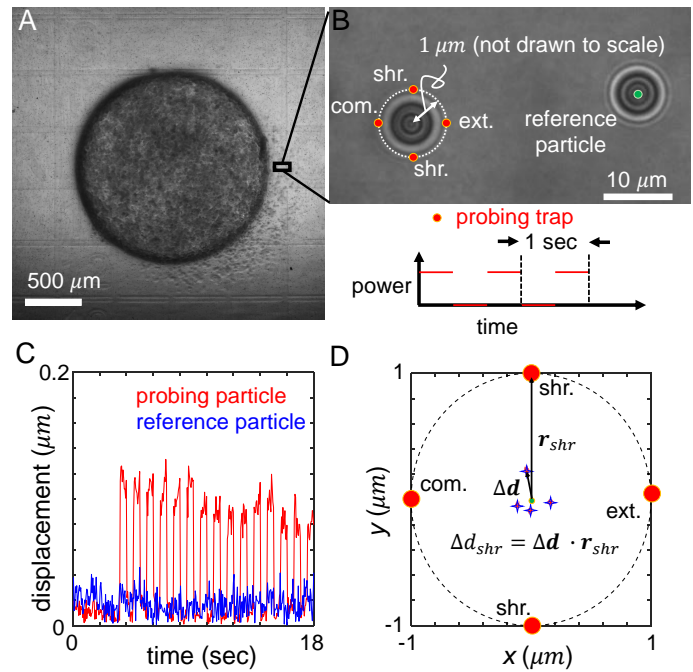 A
500 μm
B
1 μm (not drawn to scale)
shr.
com.
ext.
shr.
reference
particle
10 μm
probing trap
1 sec
power
time
C
0.2
probing particle
reference particle
displacement (μm)
0
0
18
time (sec)
D
1
shr.
r_shr
com.
Δd
ext.
y (μm)
Δd_shr = Δd · r_shr
shr.
-1
-1
1
x (μm)